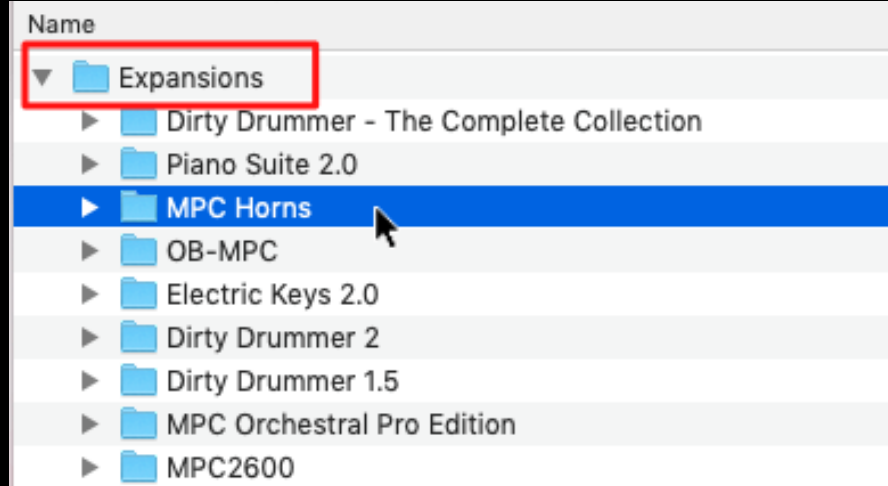 Name
Expansions
Dirty Drummer - The Complete Collection
Piano Suite 2.0
MPC Horns
OB-MPC
Electric Keys 2.0
Dirty Drummer 2
Dirty Drummer 1.5
MPC Orchestral Pro Edition
MPC2600